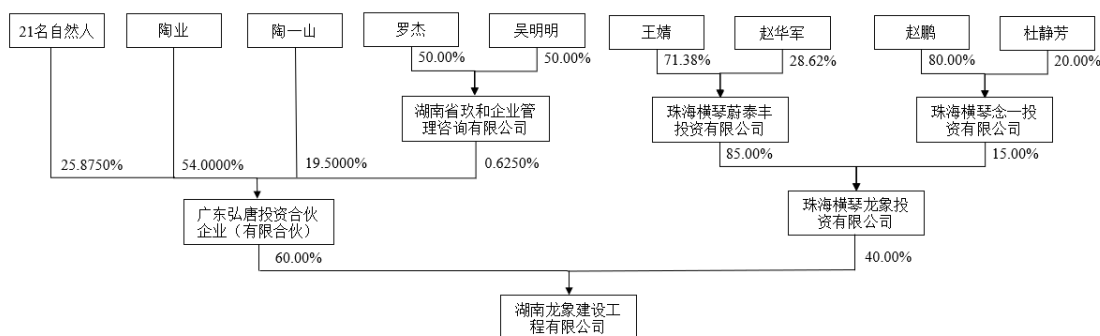 21名自然人
陶业
陶一山
罗杰
吴明明
王婧
赵华军
赵鹏
杜静芳
50.00%
50.00%
71.38%
28.62%
80.00%
20.00%
湖南省玖和企业管
理咨询有限公司
珠海横琴蔚泰丰
投资有限公司
珠海横琴念一投
资有限公司
25.8750%
54.0000%
19.5000%
0.6250%
85.00%
15.00%
广东弘唐投资合伙
企业（有限合伙）
珠海横琴龙象投
资有限公司
60.00%
40.00%
湖南龙象建设工
程有限公司